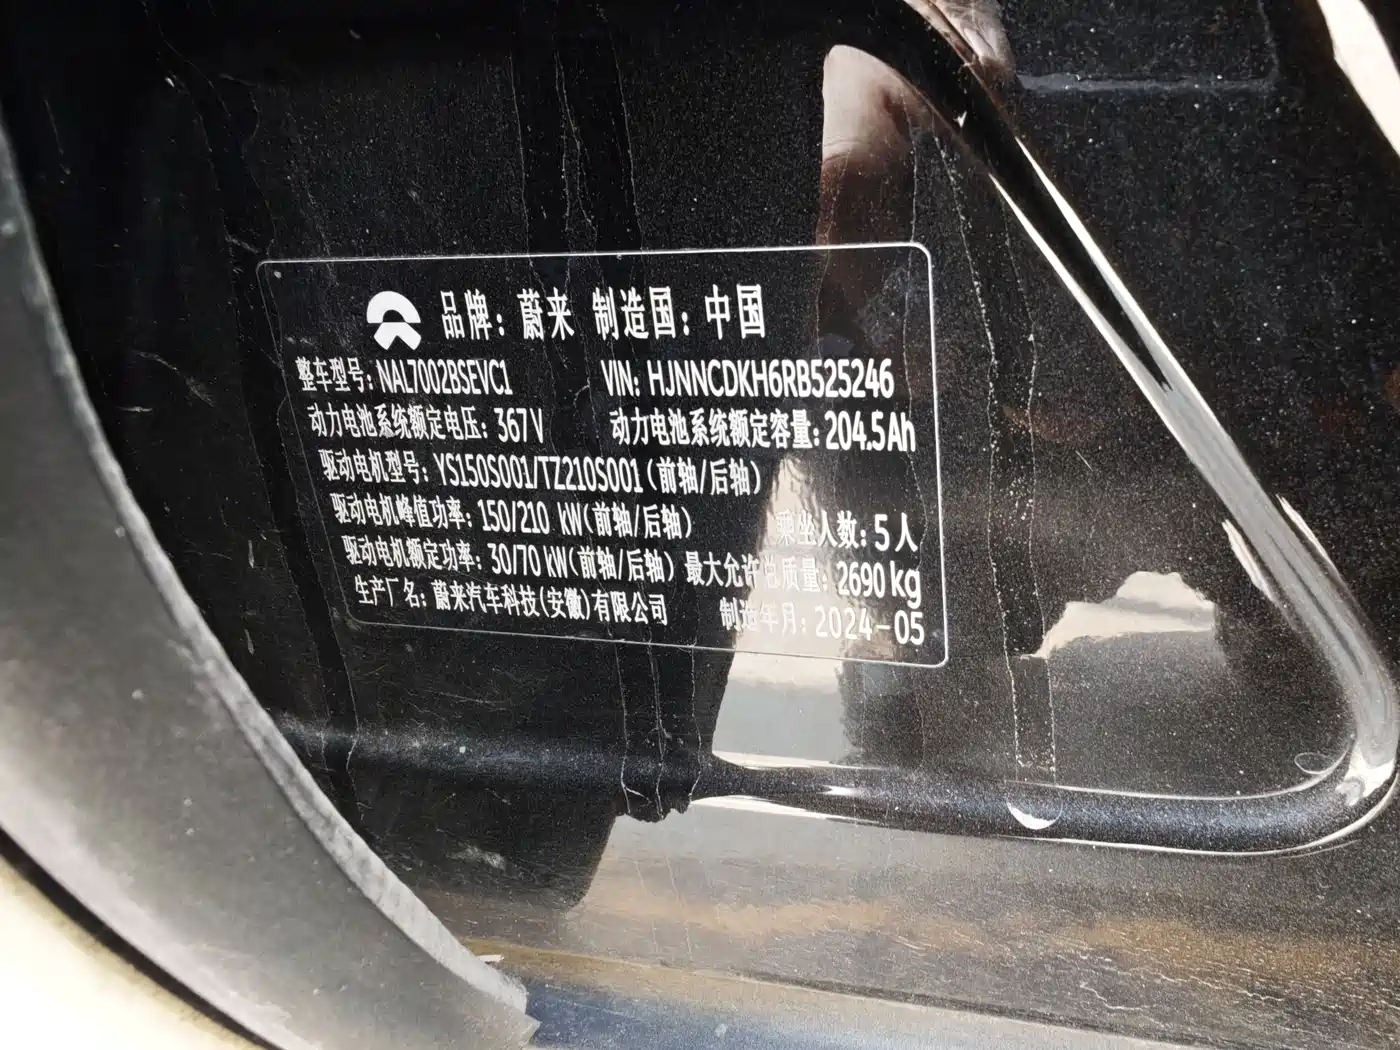 品牌：蔚来 制造国：中国
整车型号：NAL7002BSEVC1 VIN: HJNNCDKH6RB525246
动力电池系统额定电压：367V 动力电池系统额定容量：204.5Ah
驱动电机型号：YS150S001/TZ210S001（前轴/后轴）
驱动电机峰值功率：150/210 kW（前轴/后轴） 乘坐人数：5人
驱动电机额定功率：30/70 kW（前轴/后轴） 最大允许总质量：2690 kg
生产厂名：蔚来汽车科技（安徽）有限公司 制造年月：2024-05